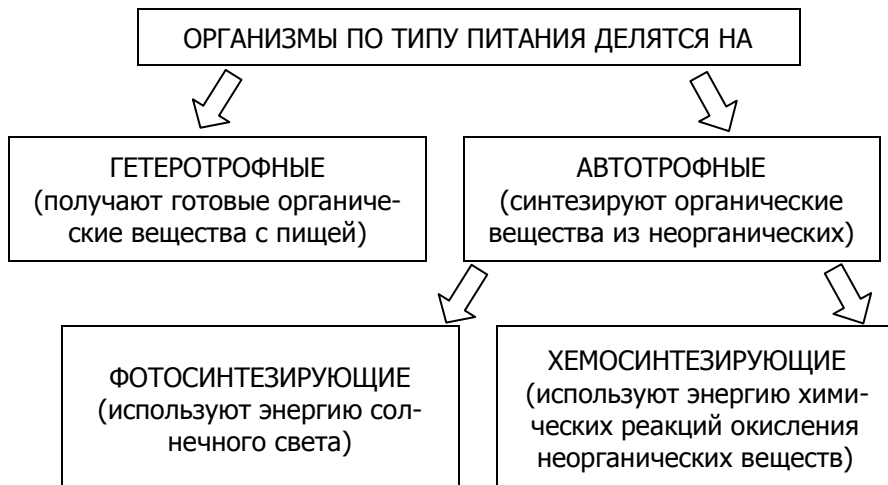 ОРГАНИЗМЫ ПО ТИПУ ПИТАНИЯ ДЕЛЯТСЯ НА
ГЕТЕРОТРОФНЫЕ
(получают готовые органиче-
ские вещества с пищей)
АВТОТРОФНЫЕ
(синтезируют органические
вещества из неорганических)
ФОТОСИНТЕЗИРУЮЩИЕ
(используют энергию сол-
нечного света)
ХЕМОСИНТЕЗИРУЮЩИЕ
(используют энергию хими-
ческих реакций окисления
неорганических веществ)